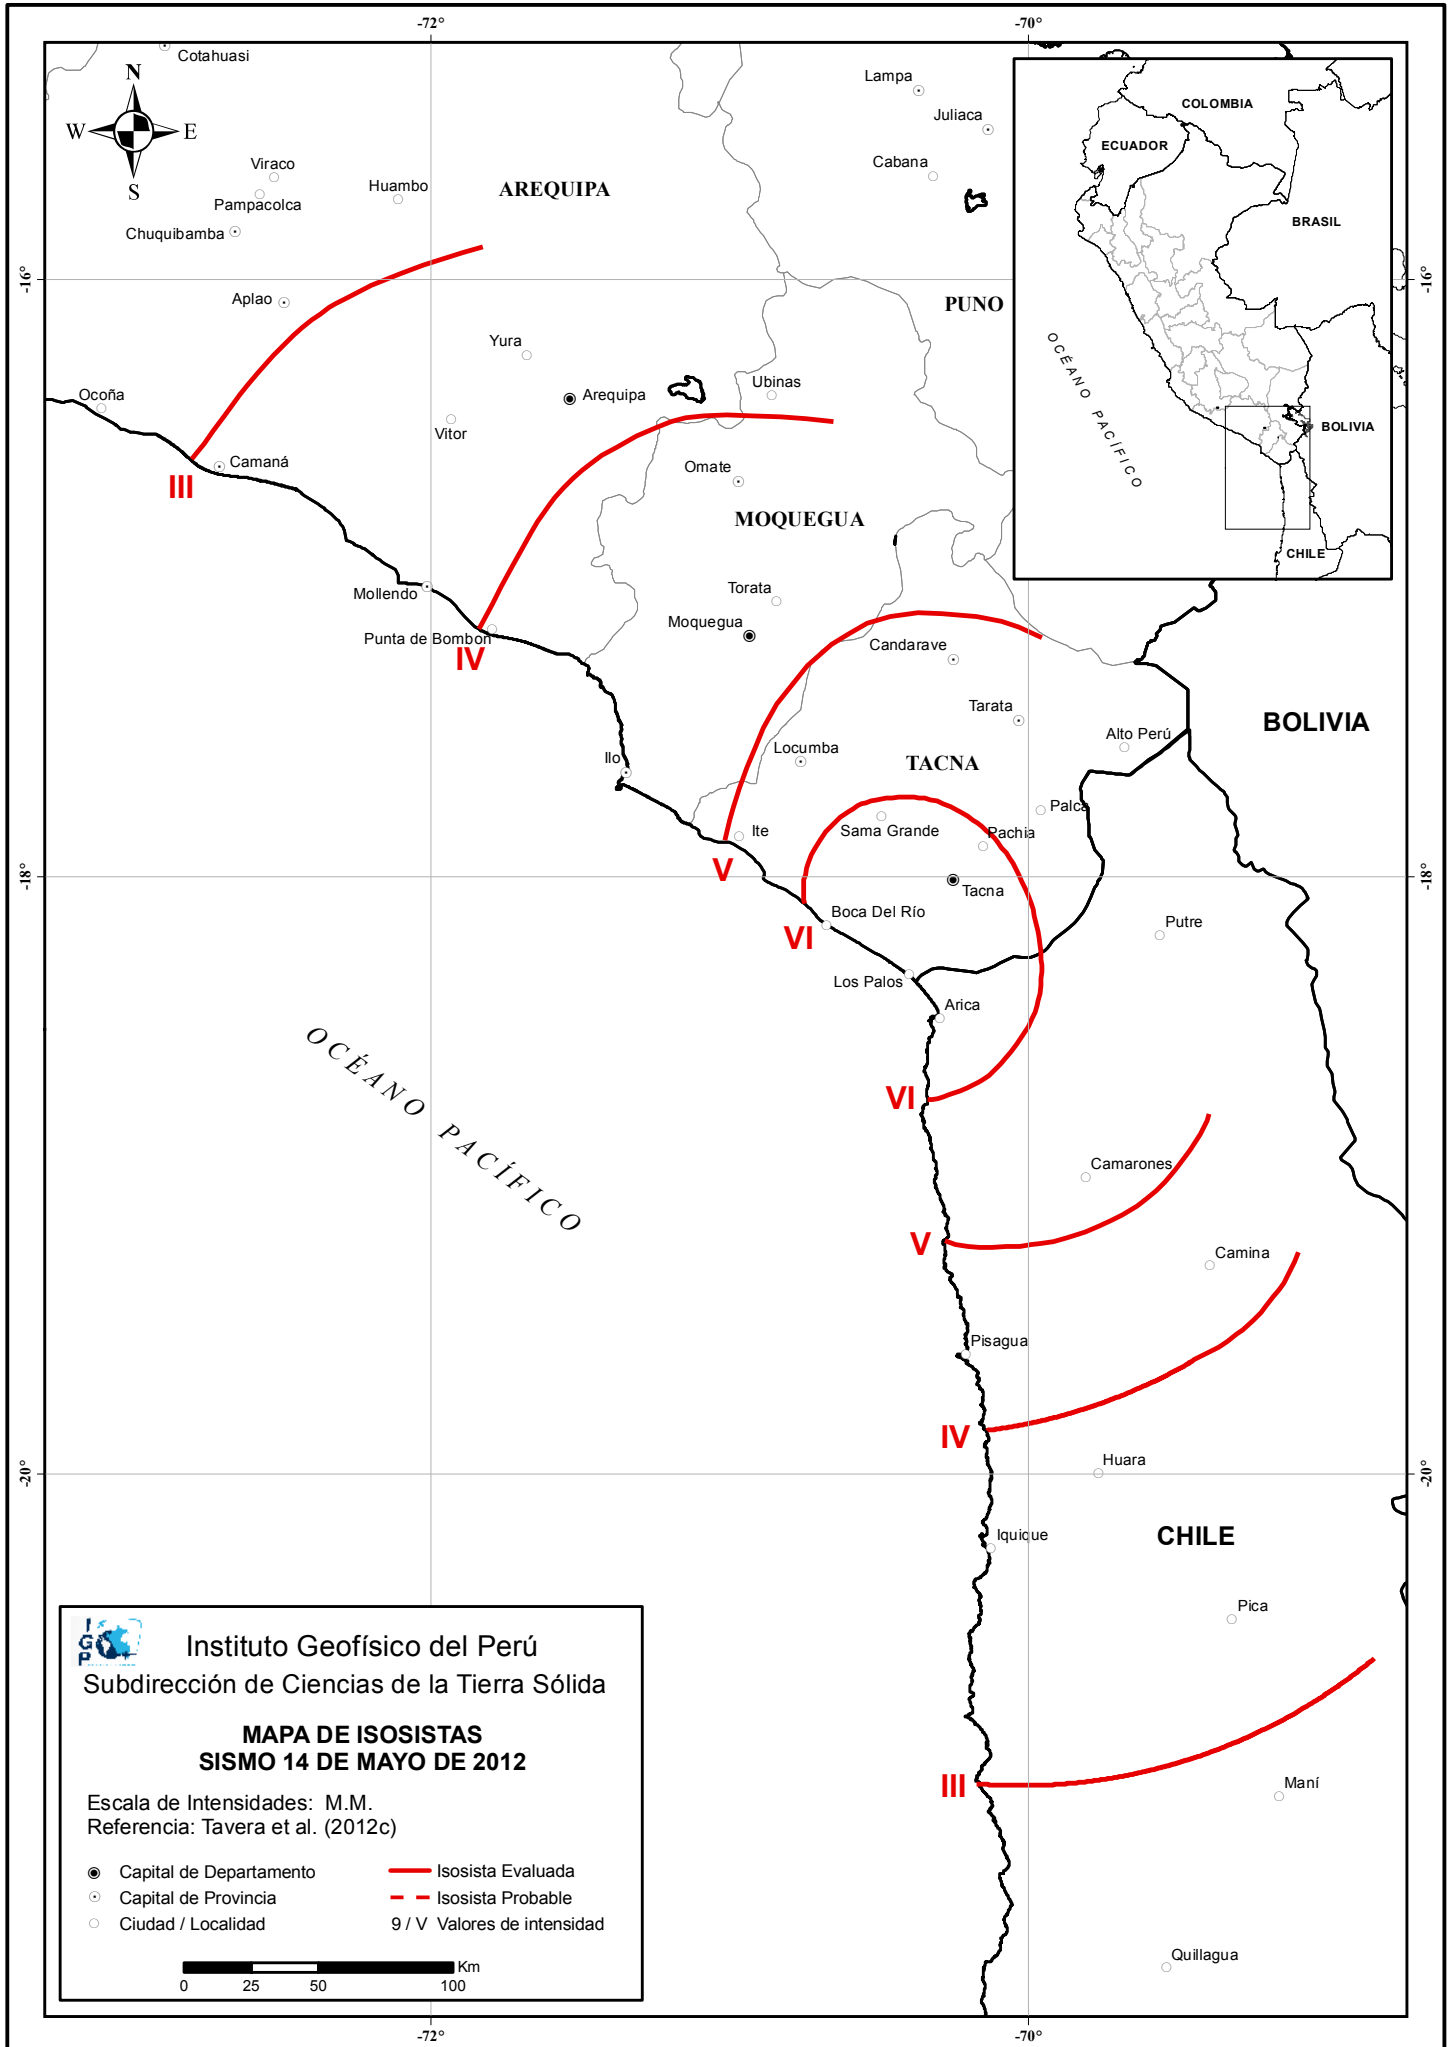 -72°
-70°
Cotahuasi
N
W
E
S
Lampa
Juliaca
Cabana
Viraco
Pampacolca
Huambo
Chuquibamba
AREQUIPA
COLOMBIA
ECUADOR
BRASIL
OCÉANO PACÍFICO
BOLIVIA
CHILE
-16°
-16°
Aplao
PUNO
Yura
Ocoña
Arequipa
Ubinas
Vitor
Camaná
III
Omate
MOQUEGUA
Mollendo
Torata
Punta de Bombon
Moquegua
IV
Candarave
Tarata
BOLIVIA
Alto Perú
Ilo
Locumba
TACNA
Palca
Ite
Sama Grande
Pachia
V
-18°
-18°
Tacna
Boca Del Río
VI
Putre
Los Palos
Arica
OCÉANO PACÍFICO
VI
Camarones
V
Camina
Pisagua
IV
Huara
-20°
-20°
Iquique
CHILE
Pica
III
Maní
Quillagua
IGP
Instituto Geofísico del Perú
Subdirección de Ciencias de la Tierra Sólida
MAPA DE ISOSISTAS
SISMO 14 DE MAYO DE 2012
Escala de Intensidades: M.M.
Referencia: Tavera et al. (2012c)
Capital de Departamento
Isosista Evaluada
Capital de Provincia
Isosista Probable
Ciudad / Localidad
9 / V Valores de intensidad
Km
0 25 50 100
-72°
-70°